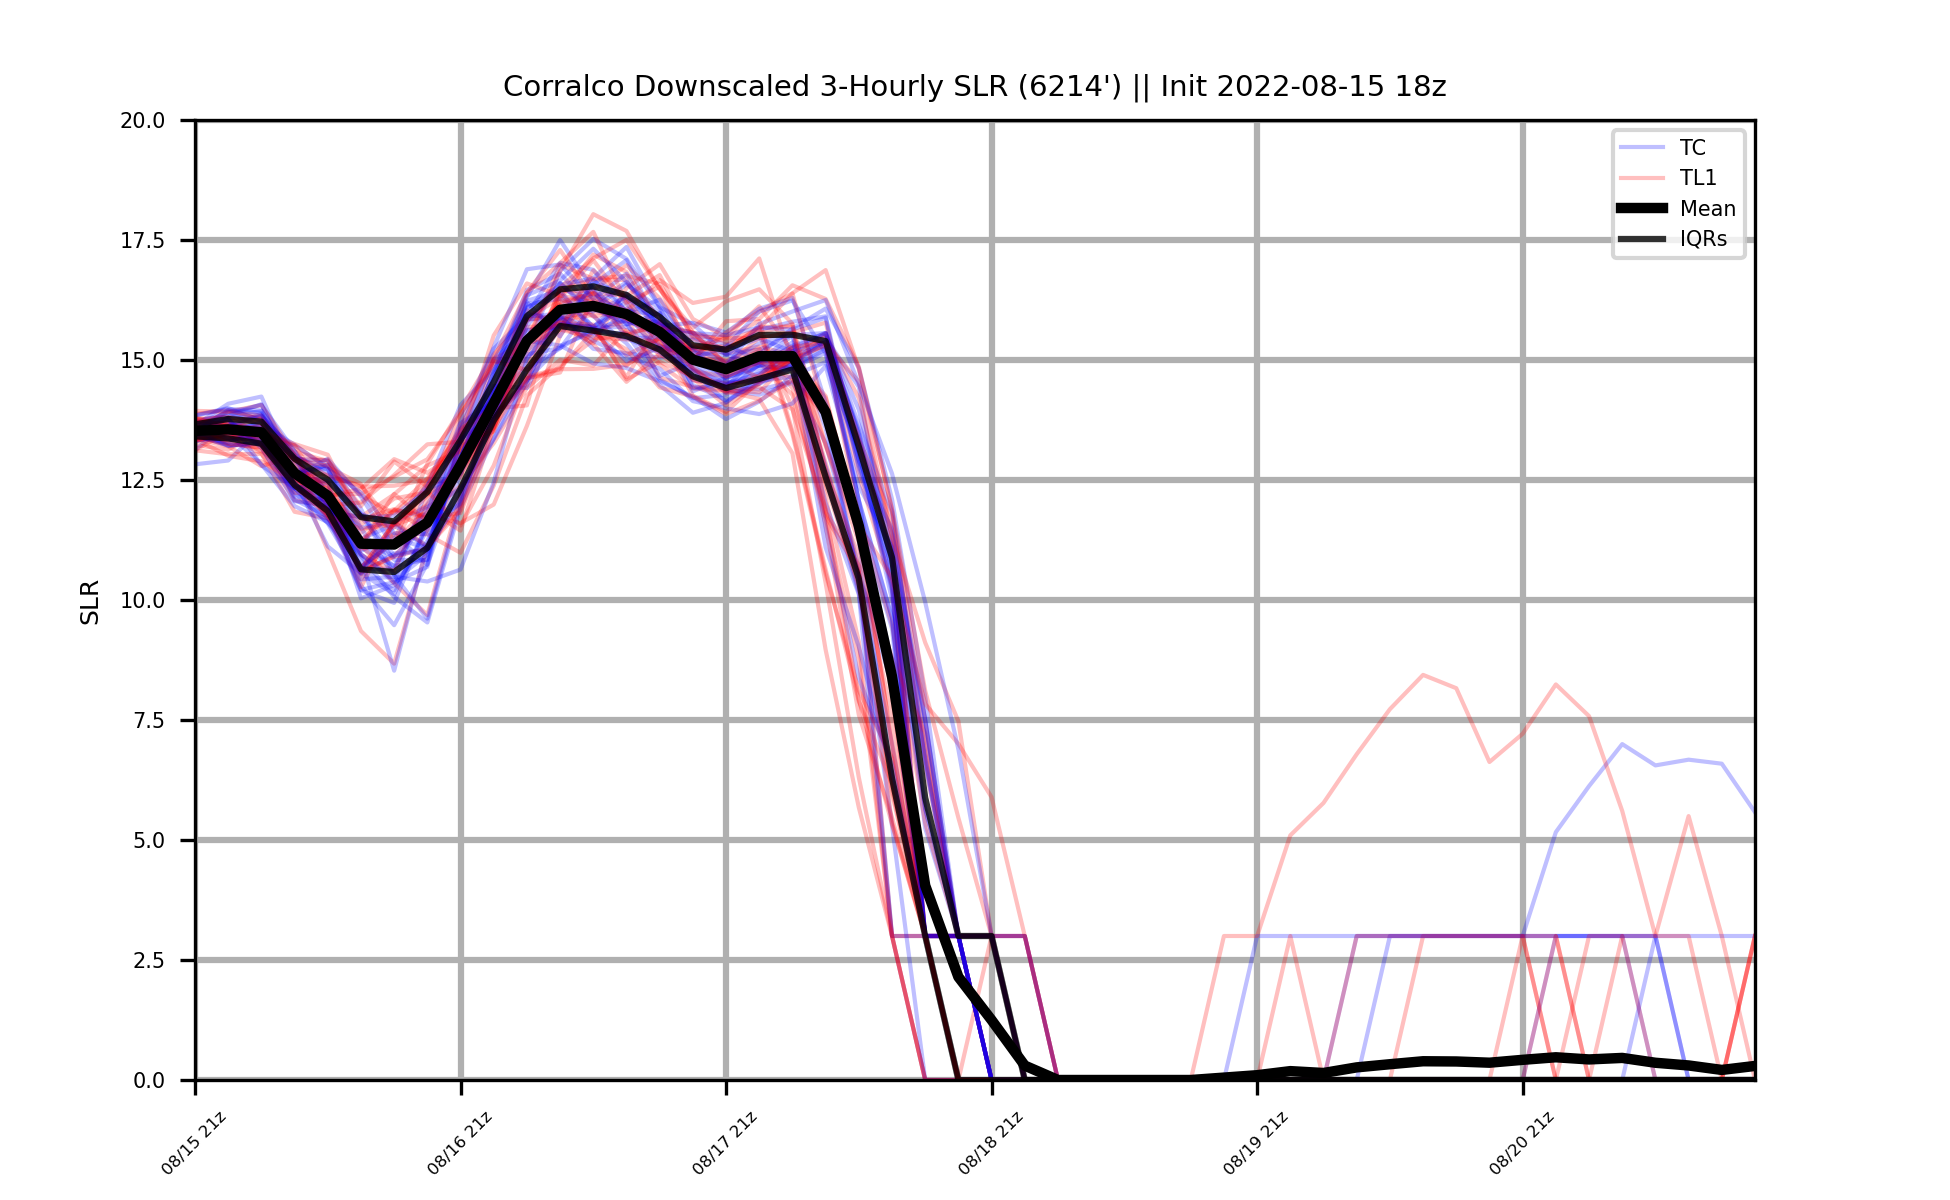 Corralco Downscaled 3-Hourly SLR (6214') || Init 2022-08-15 18z
20.0
17.5
15.0
12.5
10.0
7.5
5.0
2.5
0.0
SLR
TC
TL1
Mean
IQRs
08/15 21z
08/16 21z
08/17 21z
08/18 21z
08/19 21z
08/20 21z